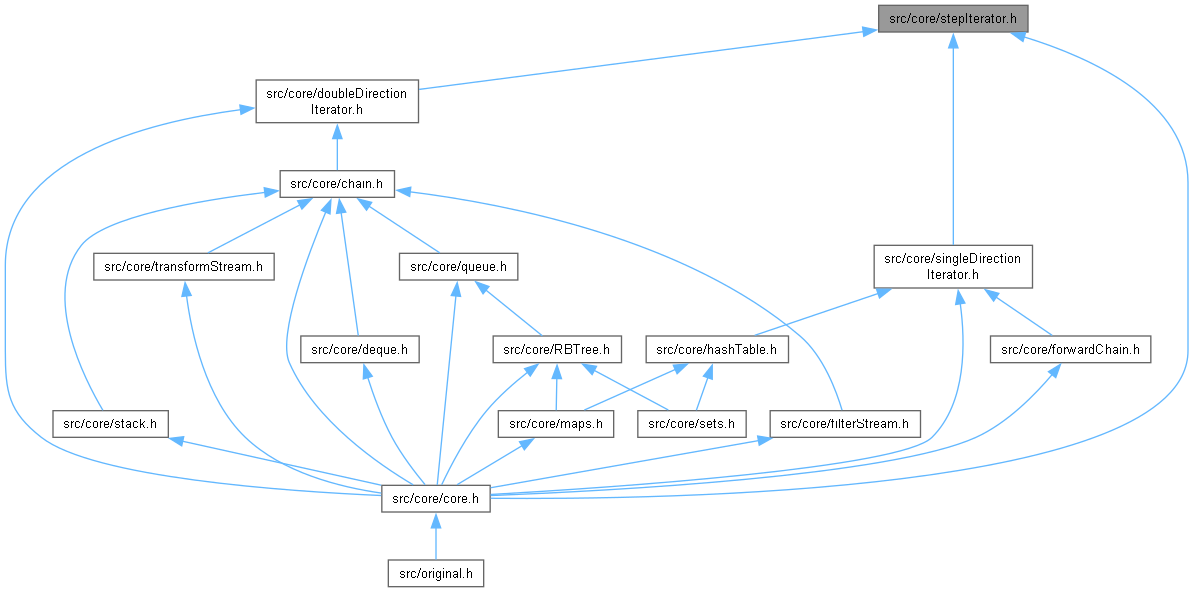 src/core/stepIterator.h
src/core/doubleDirection
Iterator.h
src/core/chain.h
src/core/transformStream.h
src/core/queue.h
src/core/singleDirection
Iterator.h
src/core/deque.h
src/core/RBTree.h
src/core/hashTable.h
src/core/forwardChain.h
src/core/stack.h
src/core/maps.h
src/core/sets.h
src/core/filterStream.h
src/core/core.h
src/original.h